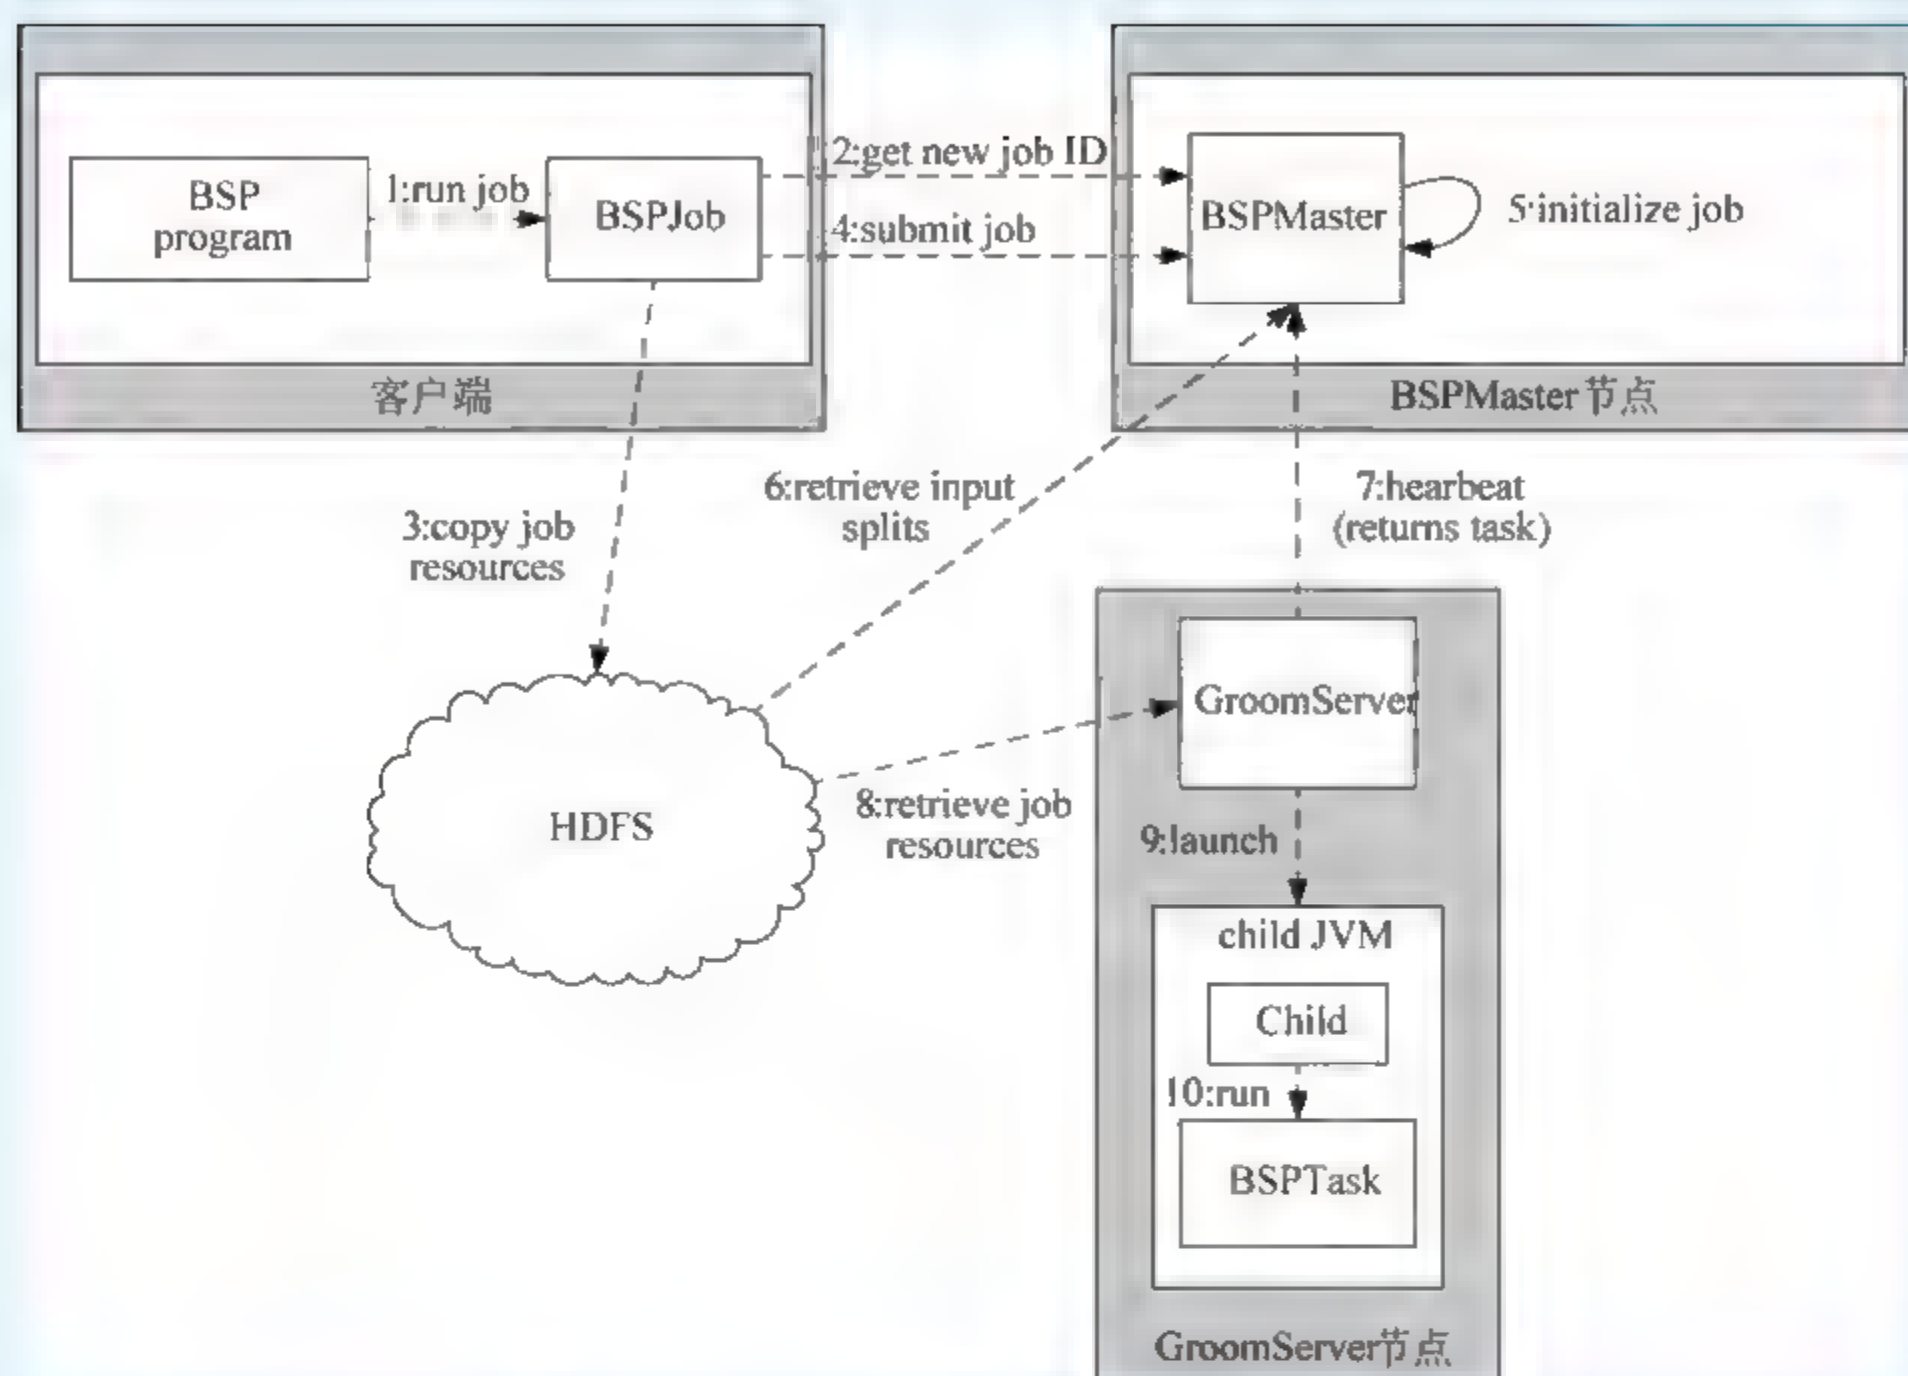 BSP
program
1:run job
BSPJob
2:get new job ID
4:submit job
BSPMaster
5:initialize job
客户端
BSPMaster节点
3:copy job
resources
6:retrieve input
splits
7:hearbeat
(returns task)
GroomServer
HDFS
8:retrieve job
resources
9:launch
child JVM
Child
10:run
BSPTask
GroomServer节点